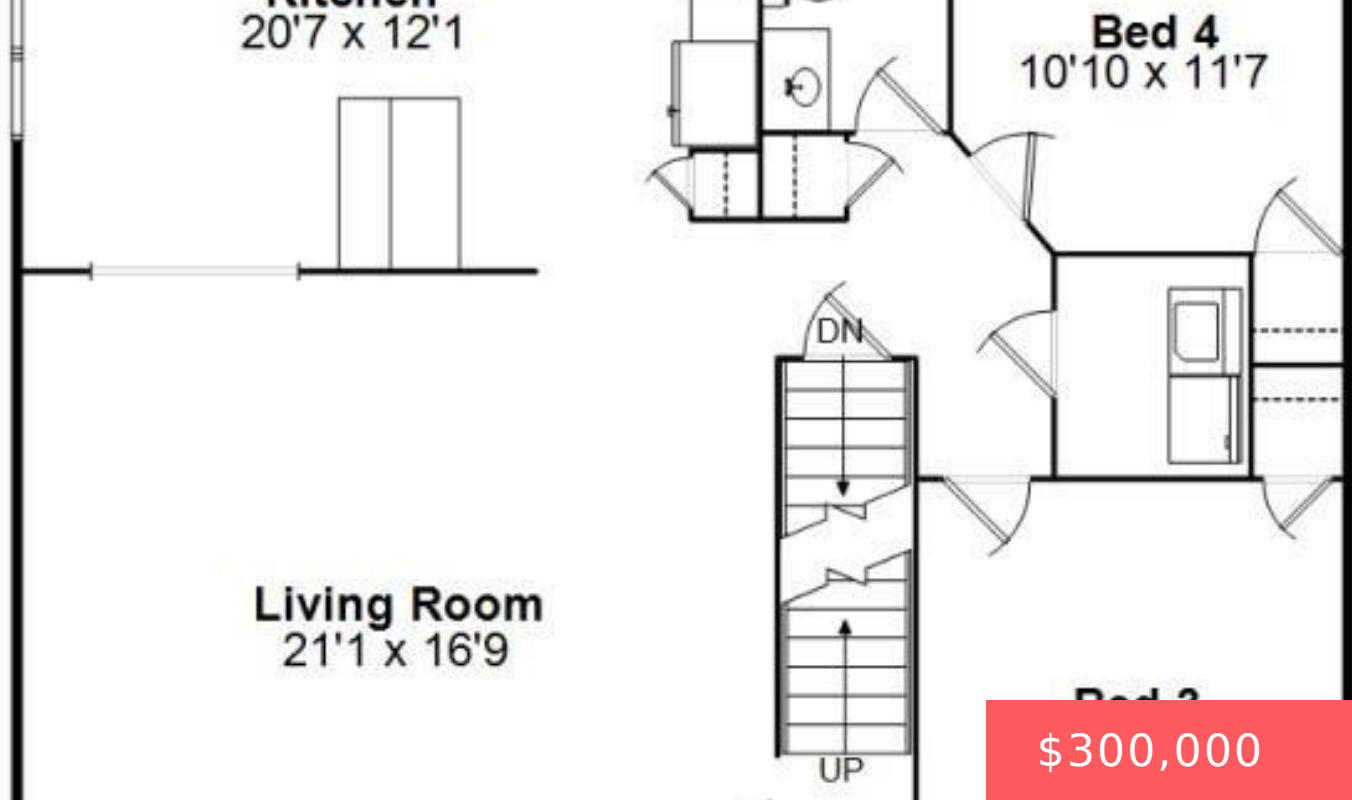 Kitchen
20'7 x 12'1
Bed 4
10'10 x 11'7
DN
Living Room
21'1 x 16'9
UP
$300,000